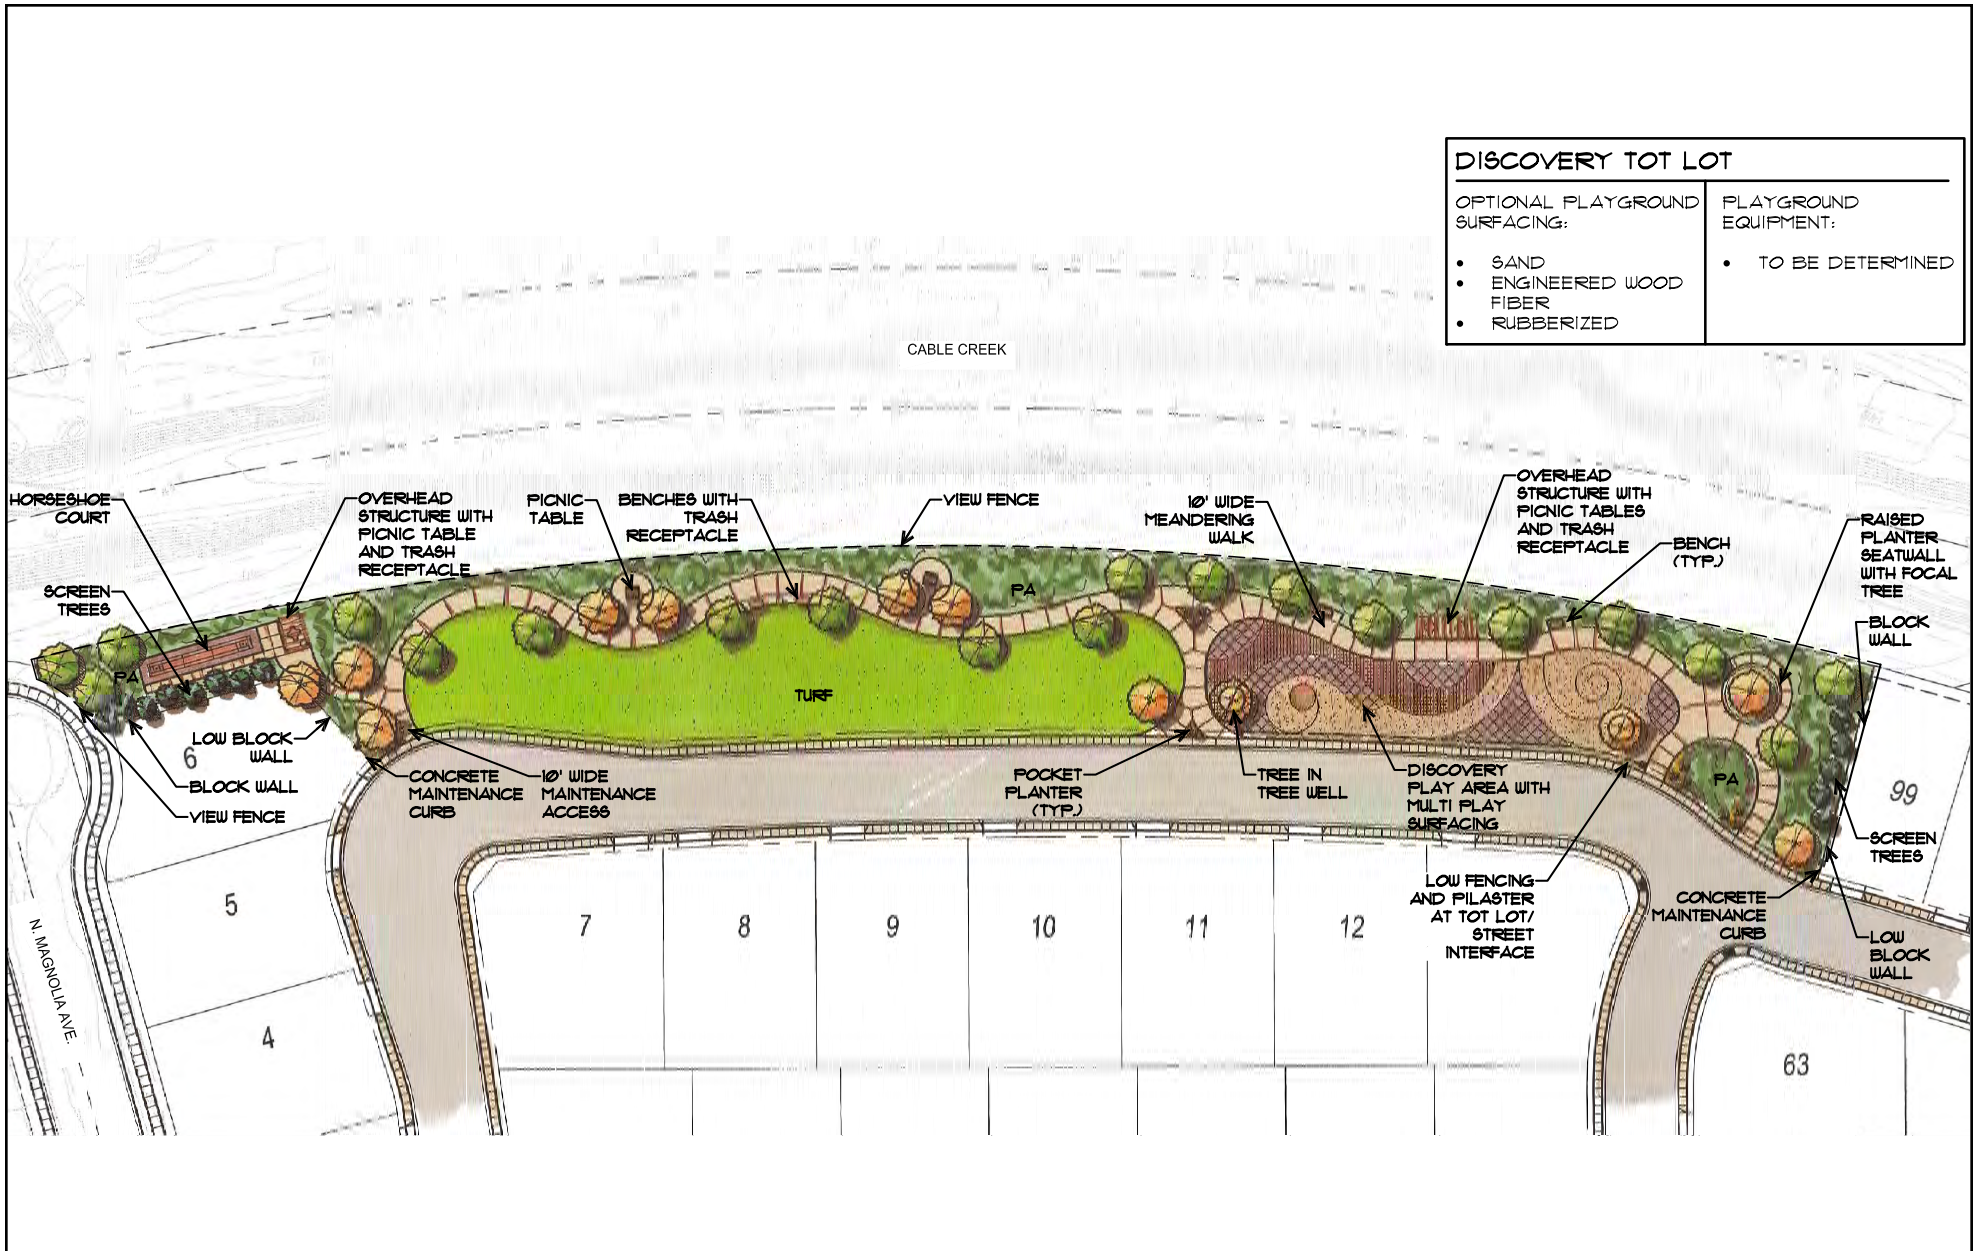 DISCOVERY TOT LOT
OPTIONAL PLAYGROUND
SURFACING:
• SAND
• ENGINEERED WOOD
FIBER
• RUBBERIZED
PLAYGROUND
EQUIPMENT:
• TO BE DETERMINED
CABLE CREEK
HORSESHOE
COURT
OVERHEAD
STRUCTURE WITH
PICNIC TABLE
AND TRASH
RECEPTACLE
PICNIC
TABLE
BENCHES WITH
TRASH
RECEPTACLE
VIEW FENCE
10' WIDE
MEANDERING
WALK
OVERHEAD
STRUCTURE WITH
PICNIC TABLES
AND TRASH
RECEPTACLE
BENCH
(TYP.)
RAISED
PLANTER
SEATWALL
WITH FOCAL
TREE
BLOCK
WALL
SCREEN
TREES
PA
PA
TURF
PA
6
LOW BLOCK
WALL
BLOCK WALL
VIEW FENCE
CONCRETE
MAINTENANCE
CURB
10' WIDE
MAINTENANCE
ACCESS
POCKET
PLANTER
(TYP.)
TREE IN
TREE WELL
DISCOVERY
PLAY AREA WITH
MULTI PLAY
SURFACING
99
SCREEN
TREES
LOW FENCING
AND PILASTER
AT TOT LOT/
STREET
INTERFACE
CONCRETE
MAINTENANCE
CURB
LOW
BLOCK
WALL
5
7
8
9
10
11
12
N. MAGNOLIA AVE.
4
63